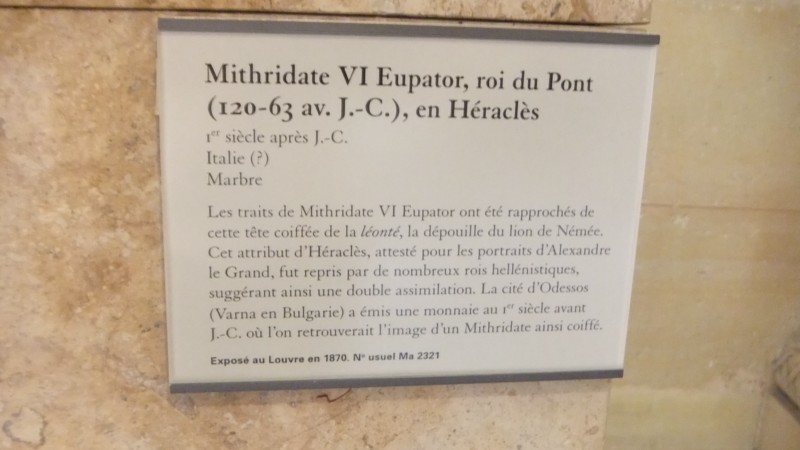 Mithridate VI Eupator, roi du Pont
(120-63 av. J.-C.), en Héraclès
1er siècle après J.-C.
Italie (?)
Marbre
Les traits de Mithridate VI Eupator ont été rapprochés de
cette tête coiffée de la léonté, la dépouille du lion de Némée.
Cet attribut d'Héraclès, attesté pour les portraits d'Alexandre
le Grand, fut repris par de nombreux rois hellénistiques,
suggérant ainsi une double assimilation. La cité d'Odessos
(Varna en Bulgarie) a émis une monnaie au 1er siècle avant
J.-C. où l'on retrouverait l'image d'un Mithridate ainsi coiffé.
Exposé au Louvre en 1870. N° usuel Ma 2321